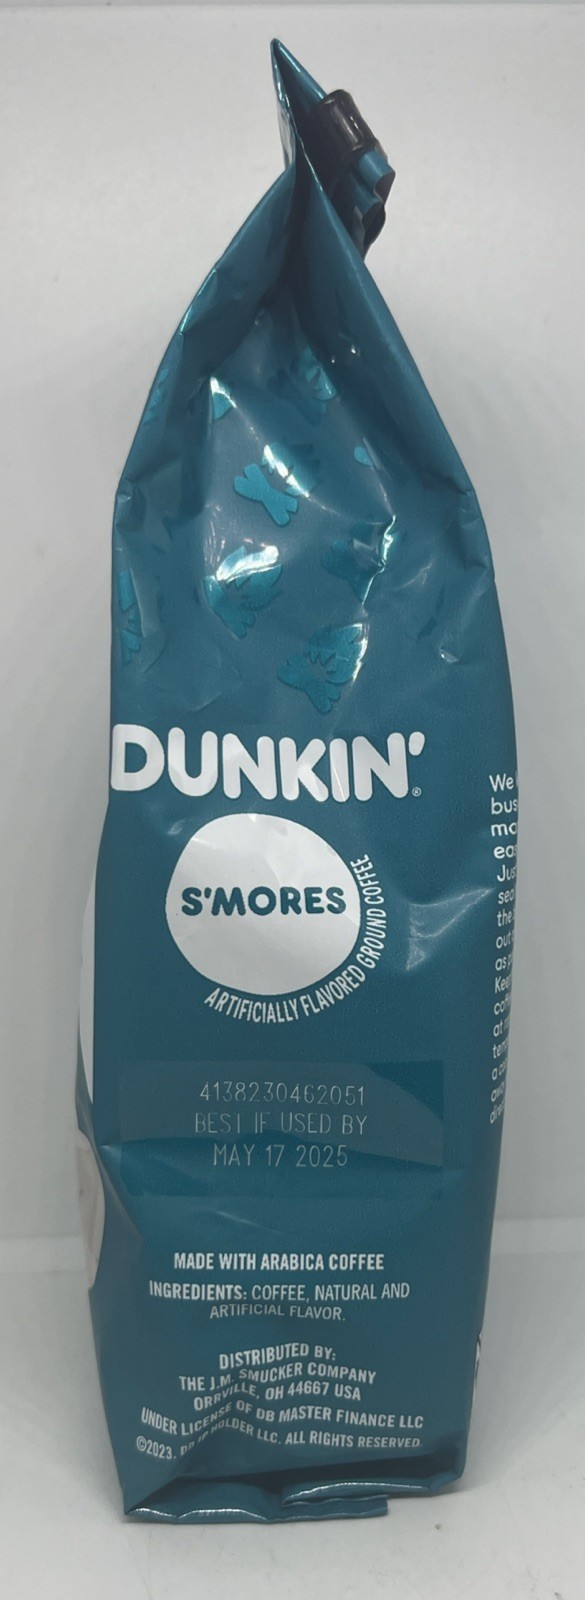 DUNKIN'®
S'MORES
ARTIFICIALLY FLAVORED GROUND COFFEE
4138230462051
BEST IF USED BY
MAY 17 2025
MADE WITH ARABICA COFFEE
INGREDIENTS: COFFEE, NATURAL AND
ARTIFICIAL FLAVOR.
DISTRIBUTED BY:
THE J.M. SMUCKER COMPANY
ORRVILLE, OH 44667 USA
UNDER LICENSE OF DB MASTER FINANCE LLC
©2023. IP HOLDER LLC. ALL RIGHTS RESERVED.
We